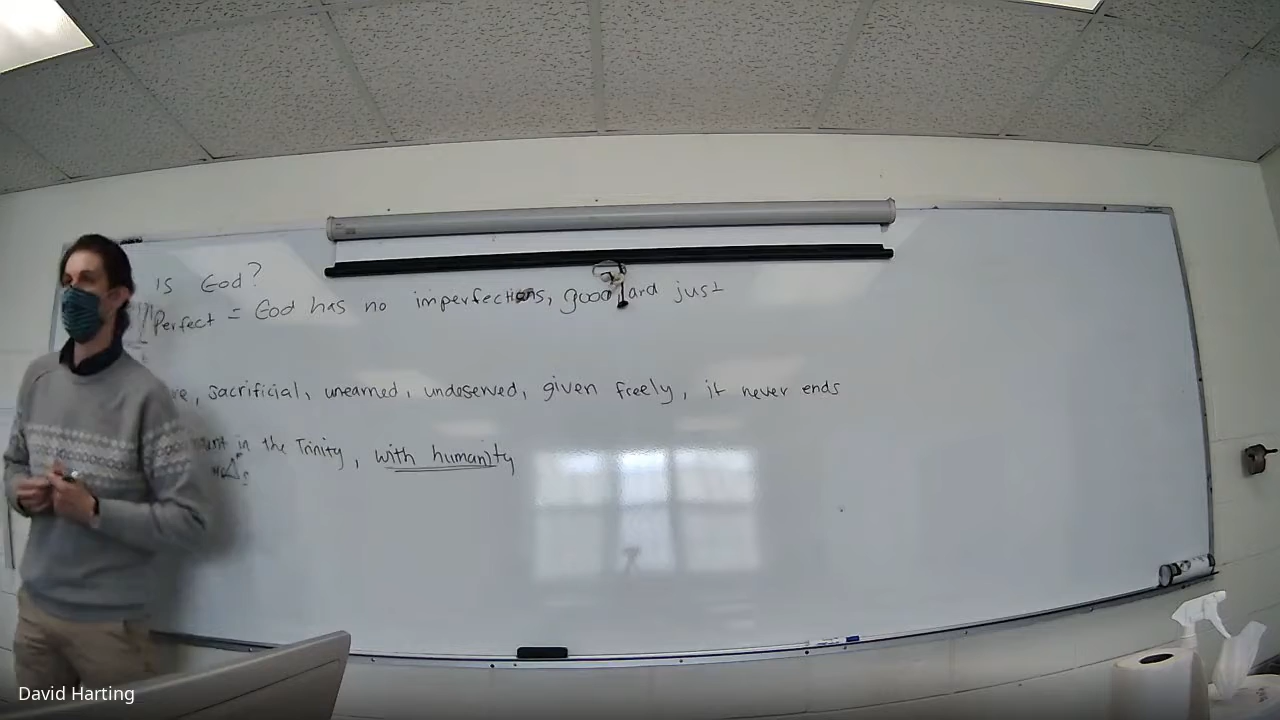 is God?
Perfect = God has no imperfections, good and just
sacrificial, unearned, undeserved, given freely, it never ends
in the Trinity, with humanity
David Harting